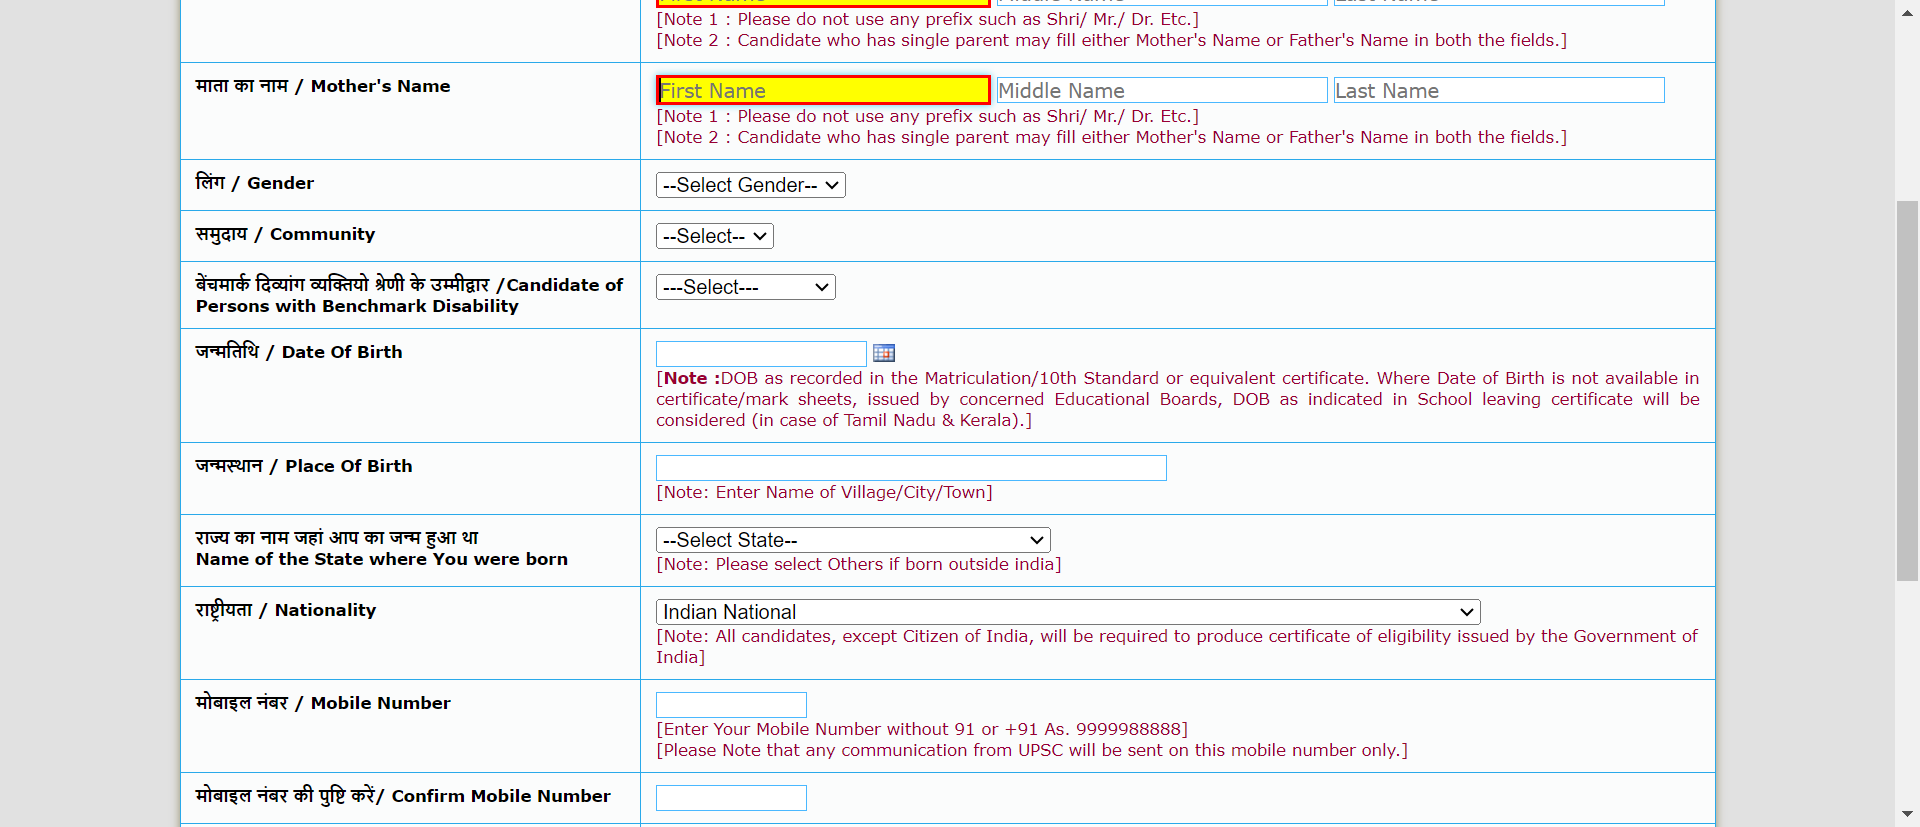 [Note 1 : Please do not use any prefix such as Shri/ Mr./ Dr. Etc.]
[Note 2 : Candidate who has single parent may fill either Mother's Name or Father's Name in both the fields.]
माता का नाम / Mother's Name
First Name Middle Name Last Name
[Note 1 : Please do not use any prefix such as Shri/ Mr./ Dr. Etc.]
[Note 2 : Candidate who has single parent may fill either Mother's Name or Father's Name in both the fields.]
लिंग / Gender
--Select Gender--
समुदाय / Community
--Select--
बेंचमार्क दिव्यांग व्यक्तियो श्रेणी के उम्मीद्वार /Candidate of
Persons with Benchmark Disability
---Select---
जन्मतिथि / Date Of Birth
[Note :DOB as recorded in the Matriculation/10th Standard or equivalent certificate. Where Date of Birth is not available in
certificate/mark sheets, issued by concerned Educational Boards, DOB as indicated in School leaving certificate will be
considered (in case of Tamil Nadu & Kerala).]
जन्मस्थान / Place Of Birth
[Note: Enter Name of Village/City/Town]
राज्य का नाम जहां आप का जन्म हुआ था
Name of the State where You were born
--Select State--
[Note: Please select Others if born outside india]
राष्ट्रीयता / Nationality
Indian National
[Note: All candidates, except Citizen of India, will be required to produce certificate of eligibility issued by the Government of
India]
मोबाइल नंबर / Mobile Number
[Enter Your Mobile Number without 91 or +91 As. 9999988888]
[Please Note that any communication from UPSC will be sent on this mobile number only.]
मोबाइल नंबर की पुष्टि करें/ Confirm Mobile Number